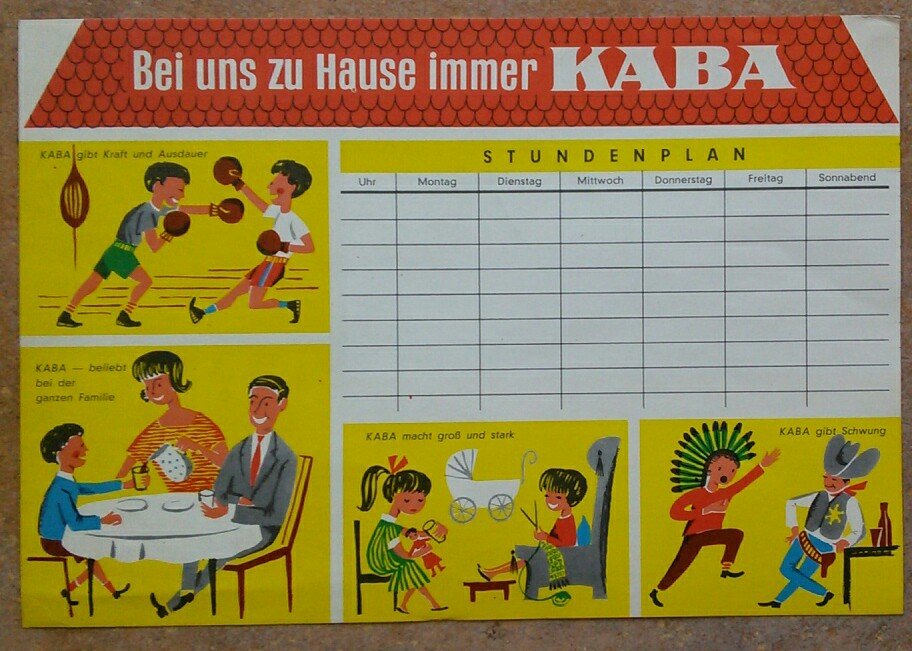 Bei uns zu Hause immer KABA
KABA gibt Kraft und Ausdauer
STUNDENPLAN
Uhr Montag Dienstag Mittwoch Donnerstag Freitag Sonnabend
KABA — beliebt
bei der
ganzen Familie
KABA macht groß und stark
KABA gibt Schwung